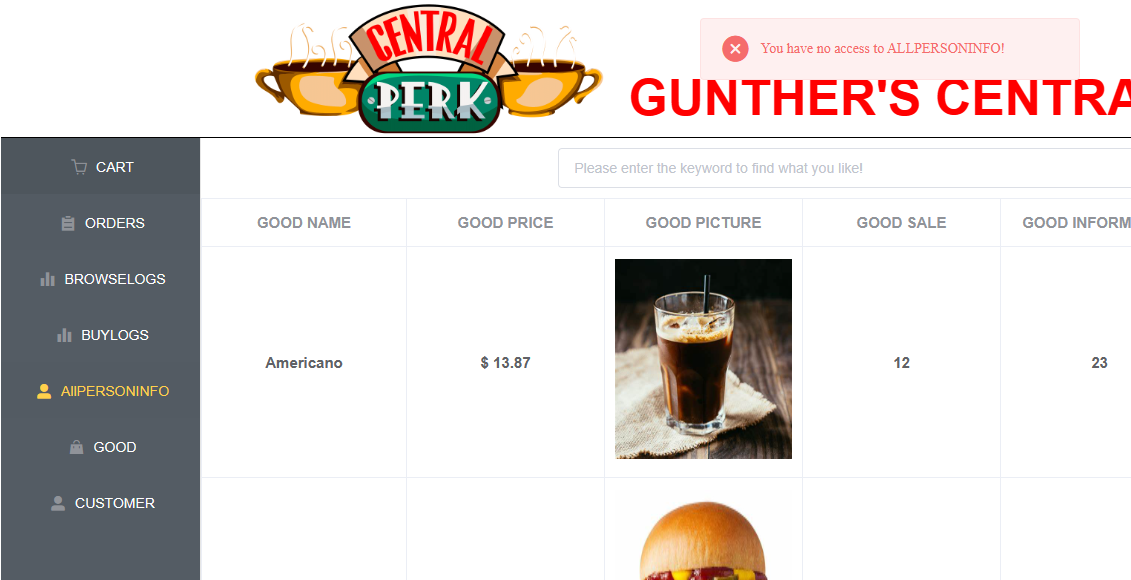 CENTRAL
PERK
You have no access to ALLPERSONINFO!
GUNTHER'S CENTRA
CART
ORDERS
BROWSELOGS
BUYLOGS
AllPERSONINFO
GOOD
CUSTOMER
Please enter the keyword to find what you like!
GOOD NAME
GOOD PRICE
GOOD PICTURE
GOOD SALE
GOOD INFORM
Americano
$ 13.87
12
23